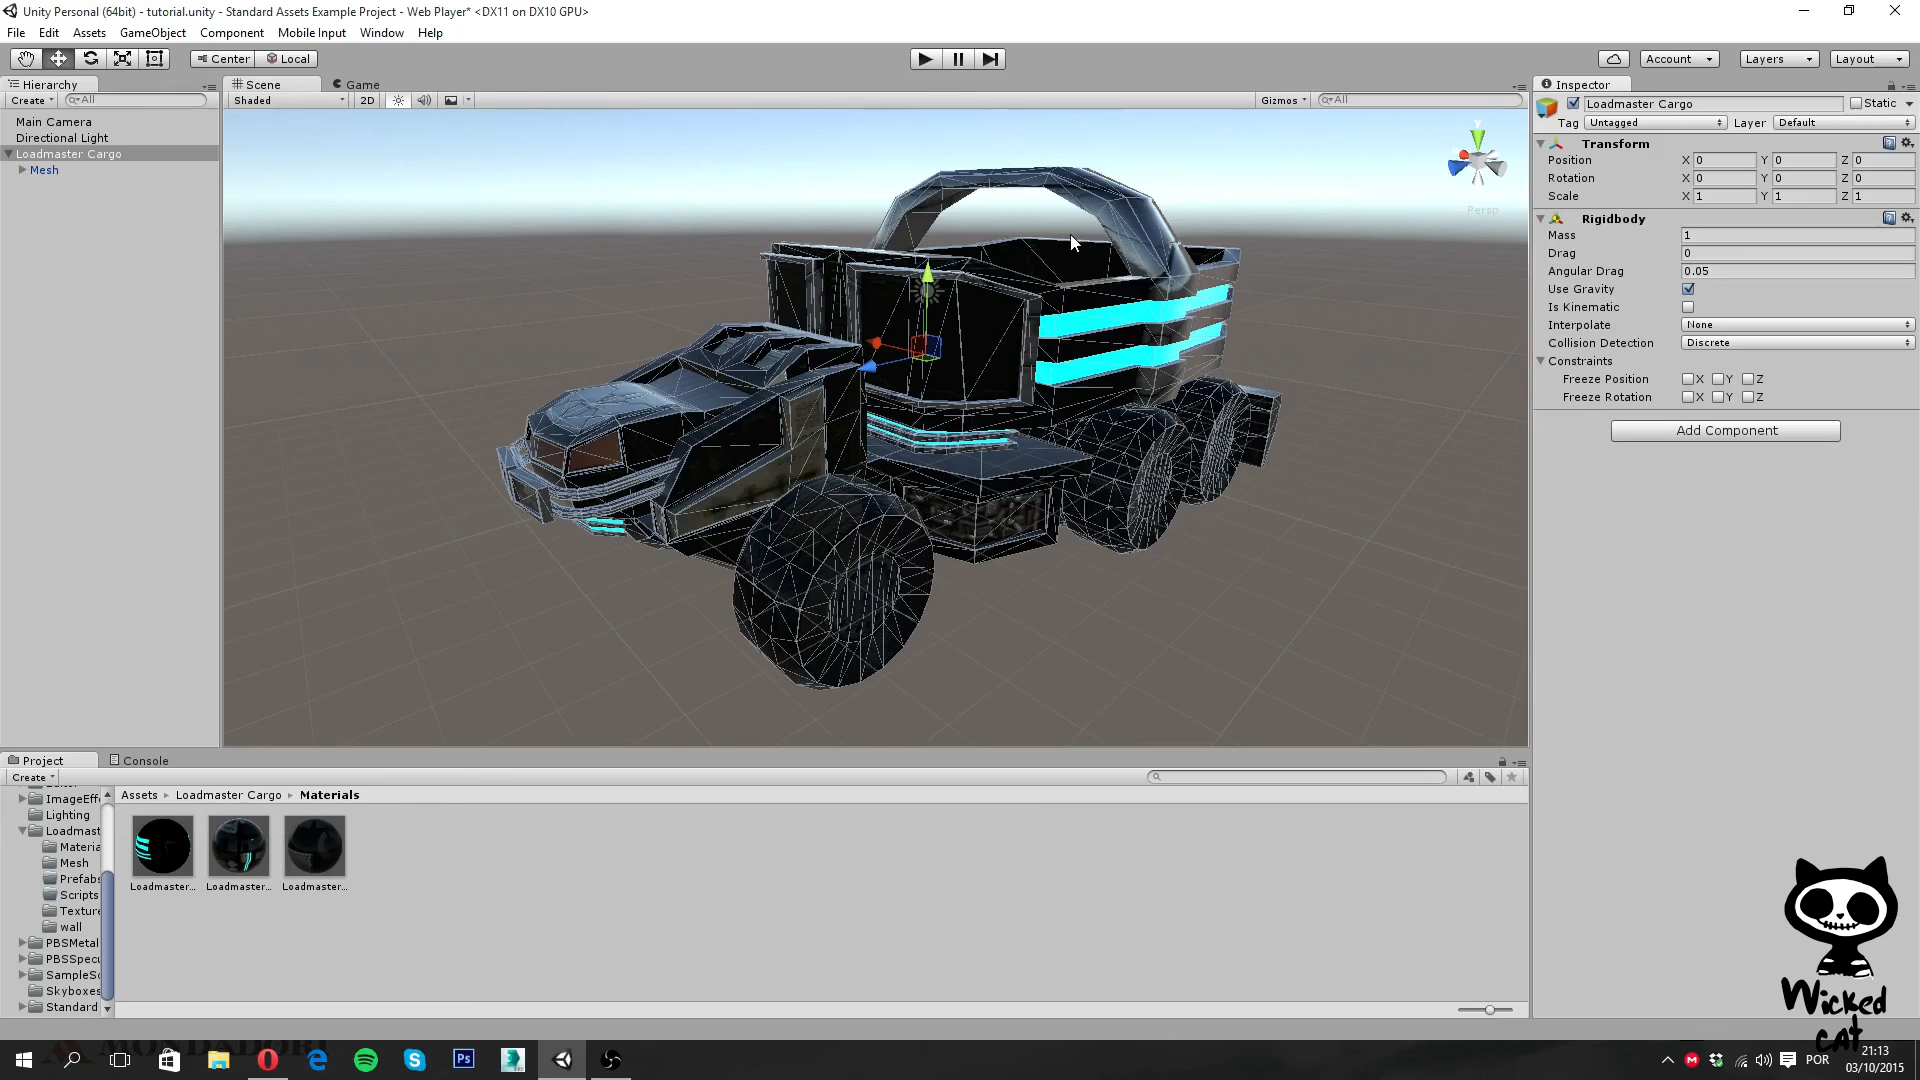 Unity Personal (64bit) - tutorial.unity - Standard Assets Example Project - Web Player* <DX11 on DX10 GPU>
File Edit Assets GameObject Component Mobile Input Window Help
Center Local
Account Layers Layout
Hierarchy
Create All
Main Camera
Directional Light
Loadmaster Cargo
Mesh
Scene Game
Shaded 2D Gizmos All
Y
Persp
Inspector
Loadmaster Cargo Static
Tag Untagged Layer Default
Transform
Position X 0 Y 0 Z 0
Rotation X 0 Y 0 Z 0
Scale X 1 Y 1 Z 1
Rigidbody
Mass 1
Drag 0
Angular Drag 0.05
Use Gravity
Is Kinematic
Interpolate None
Collision Detection Discrete
Constraints
Freeze Position X Y Z
Freeze Rotation X Y Z
Add Component
Project Console
Create
ImageEffe
Lighting
Loadmast
Materia
Mesh
Prefabs
Scripts
Texture
wall
PBSMetal
PBSSpecu
SampleSc
Skyboxes
Standard
Assets Loadmaster Cargo Materials
Loadmaster... Loadmaster... Loadmaster...
Wicked
cat
MONDADORI
Ps
POR
21:13
03/10/2015